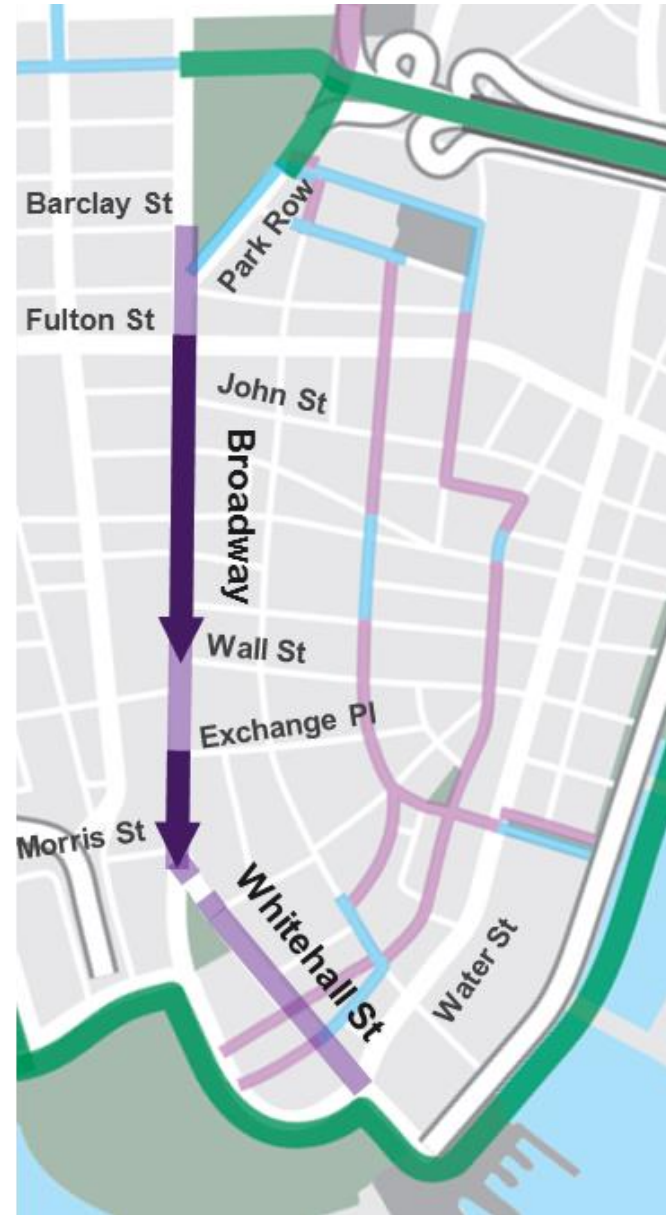 Barclay St
Park Row
Fulton St
John St
Broadway
Wall St
Exchange Pl
Morris St
Whitehall St
Water St